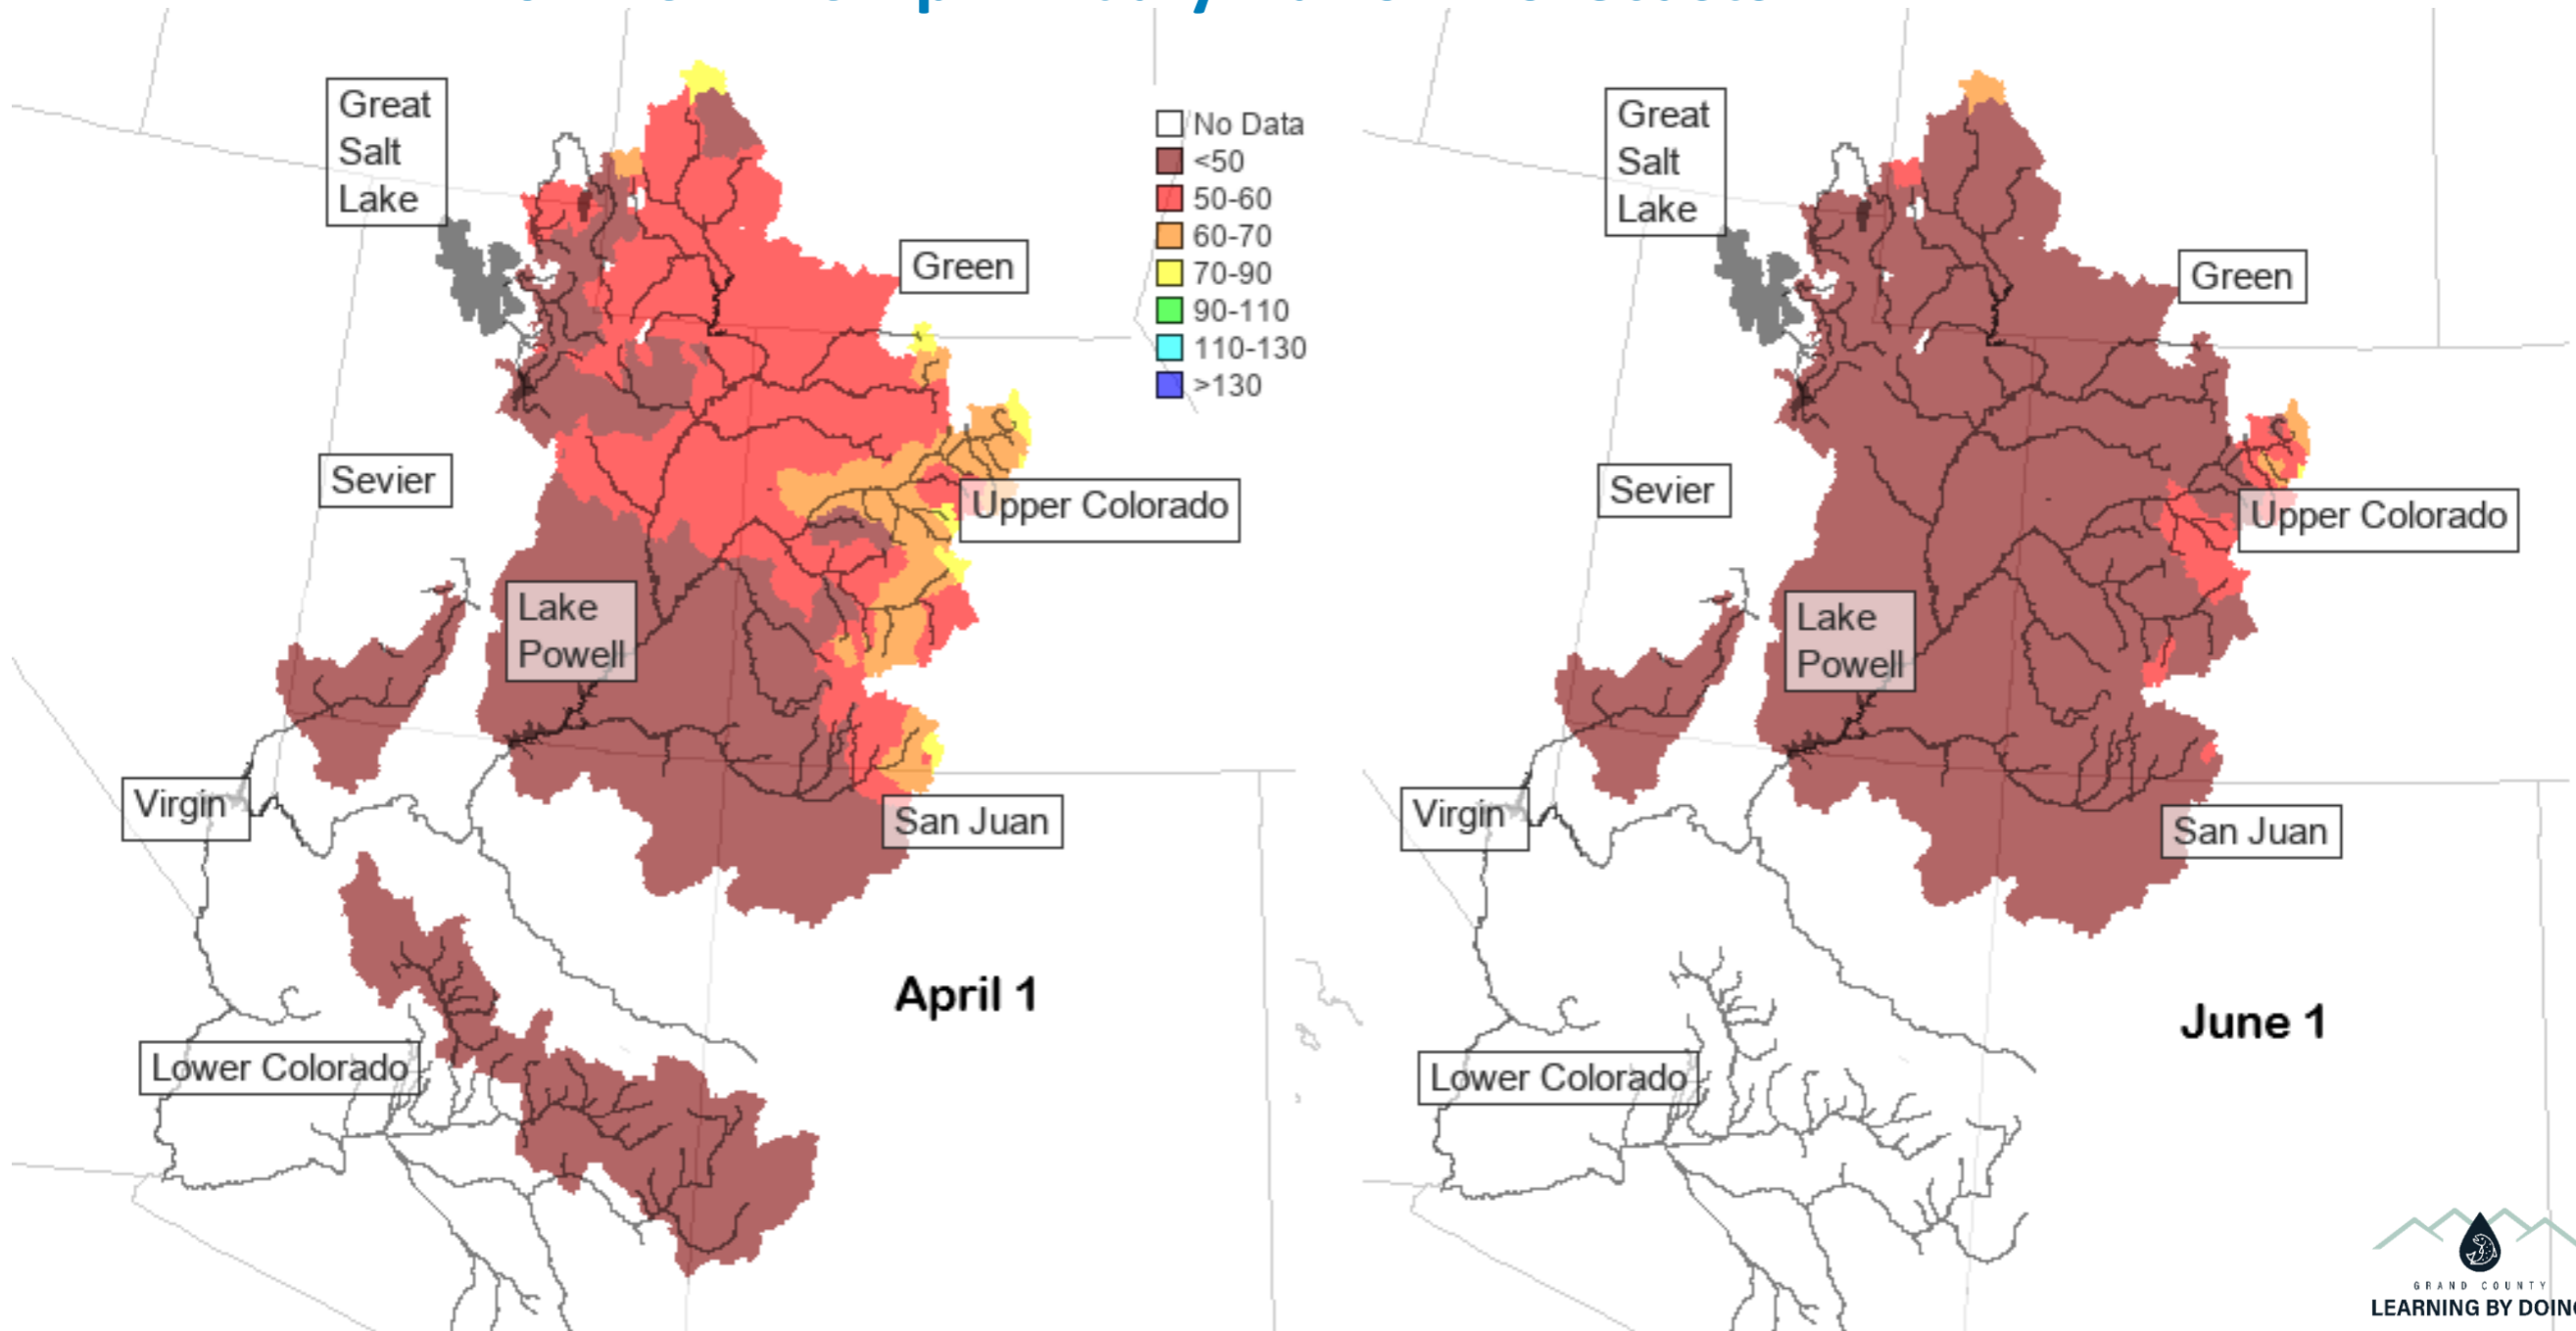 Great
Salt
Lake
No Data
<50
50-60
60-70
70-90
90-110
110-130
>130
Green
Sevier
Upper Colorado
Lake
Powell
Virgin
San Juan
Lower Colorado
April 1
Great
Salt
Lake
Green
Sevier
Upper Colorado
Lake
Powell
Virgin
San Juan
Lower Colorado
June 1
GRAND COUNTY
LEARNING BY DOING